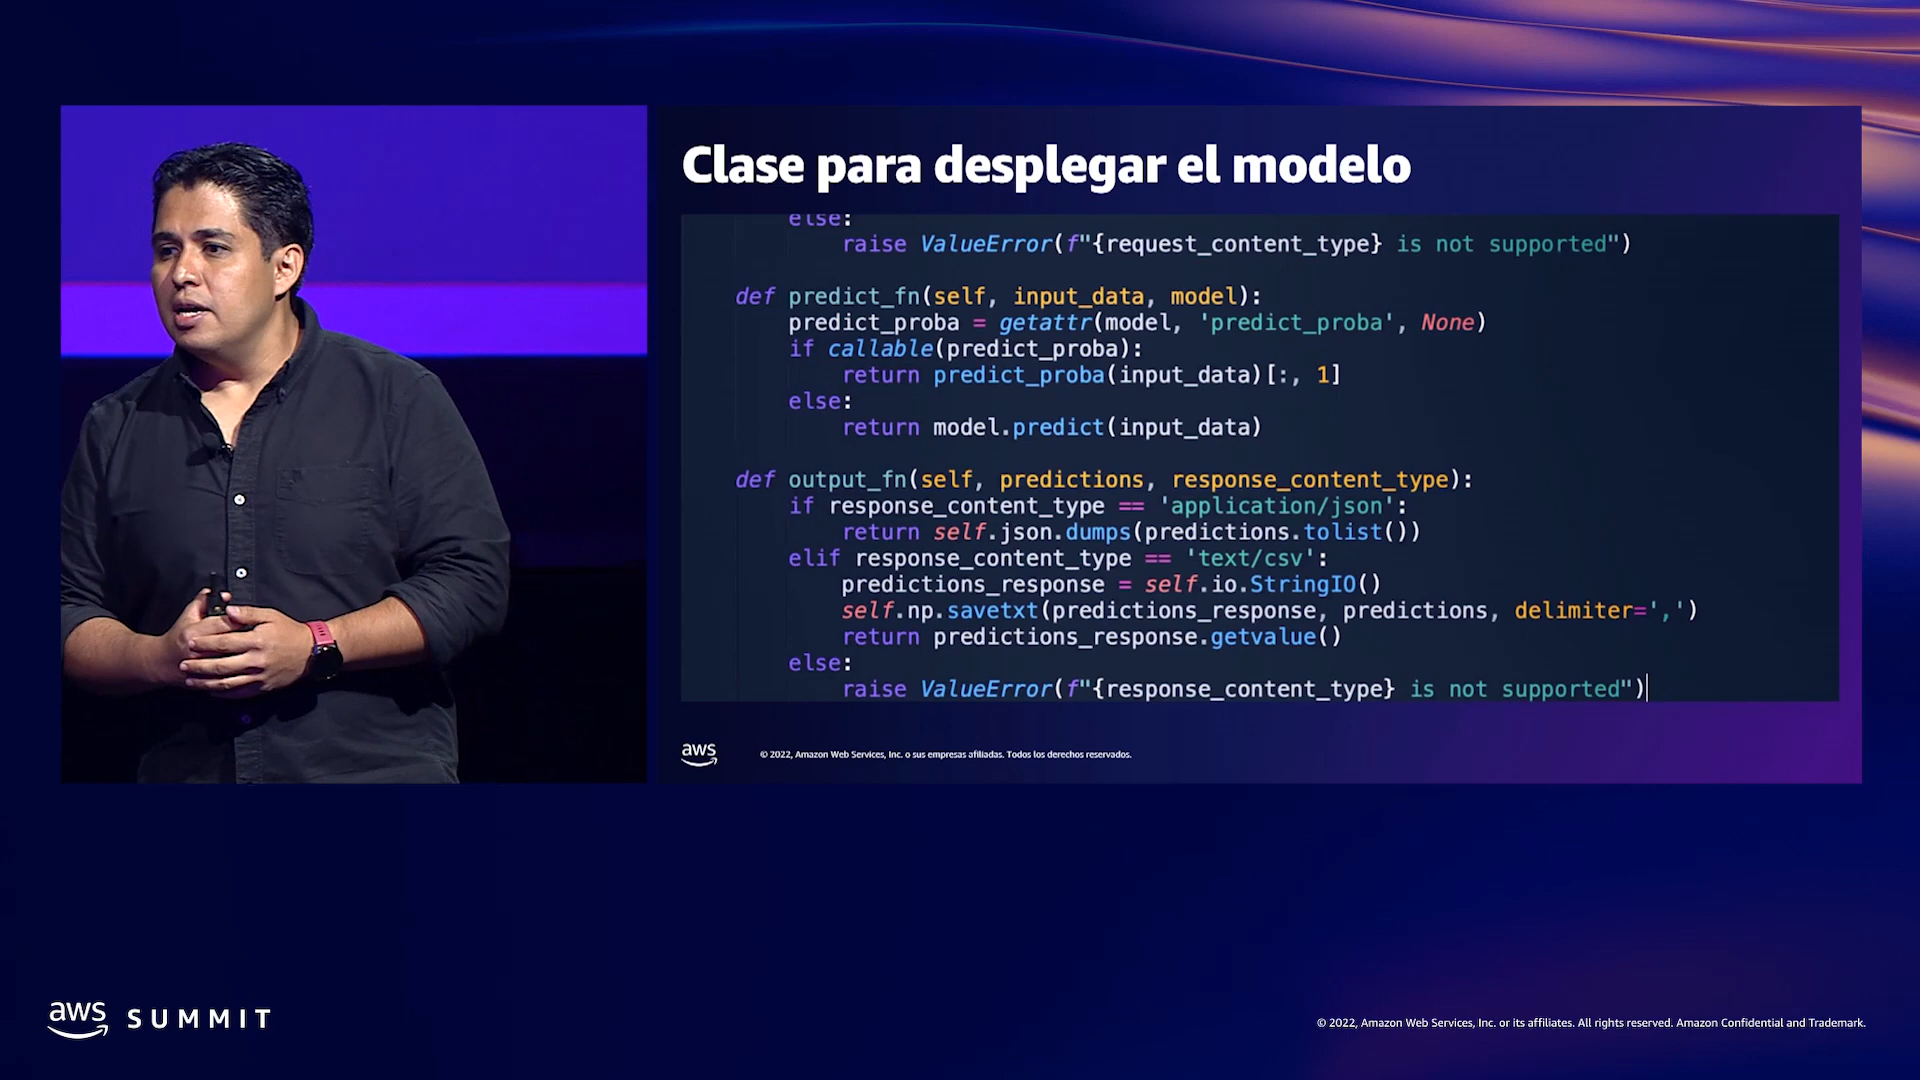 Clase para desplegar el modelo
else:
raise ValueError(f"{request_content_type} is not supported")
def predict_fn(self, input_data, model):
predict_proba = getattr(model, 'predict_proba', None)
if callable(predict_proba):
return predict_proba(input_data)[:, 1]
else:
return model.predict(input_data)
def output_fn(self, predictions, response_content_type):
if response_content_type == 'application/json':
return self.json.dumps(predictions.tolist())
elif response_content_type == 'text/csv':
predictions_response = self.io.StringIO()
self.np.savetxt(predictions_response, predictions, delimiter=',')
return predictions_response.getvalue()
else:
raise ValueError(f"{response_content_type} is not supported")
aws
© 2022, Amazon Web Services, Inc. o sus empresas afiliadas. Todos los derechos reservados.
aws SUMMIT
© 2022, Amazon Web Services, Inc. or its affiliates. All rights reserved. Amazon Confidential and Trademark.